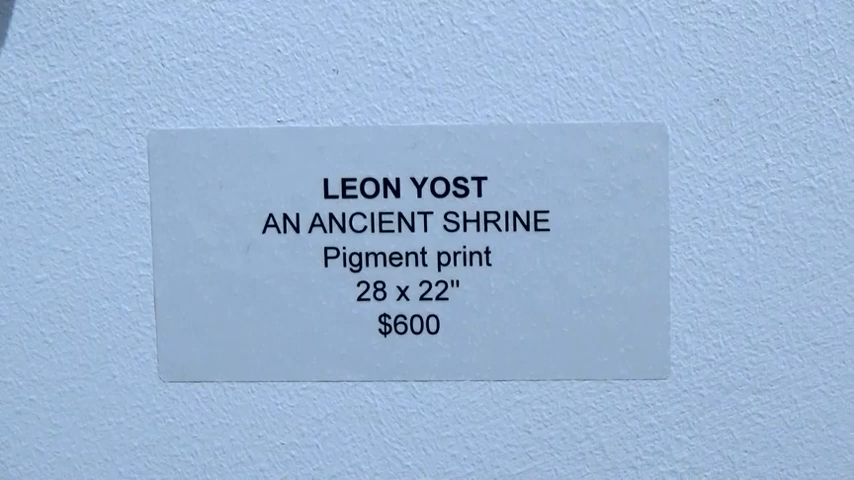 LEON YOST
AN ANCIENT SHRINE
Pigment print
28 x 22"
$600